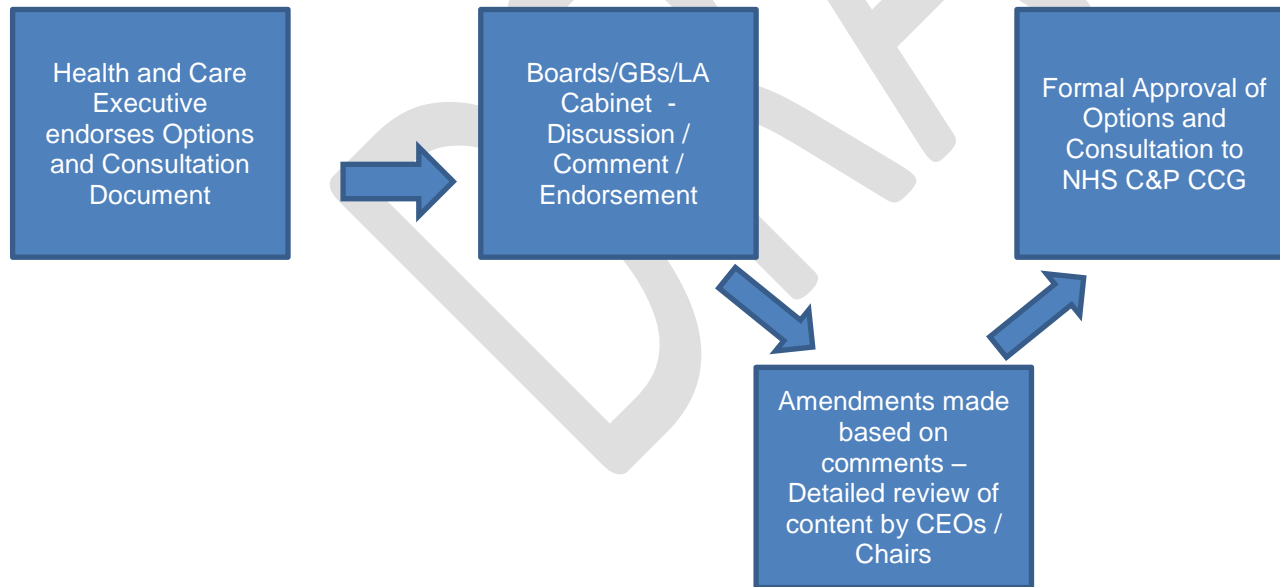 Health and Care
Executive
endorses Options
and Consultation
Document
Boards/GBs/LA
Cabinet -
Discussion /
Comment /
Endorsement
Amendments made
based on
comments –
Detailed review of
content by CEOs /
Chairs
Formal Approval of
Options and
Consultation to
NHS C&P CCG